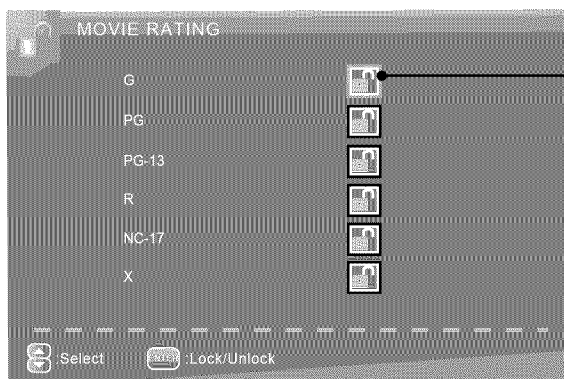 MOVIE RATING
G
PG
PG-13
R
NC-17
X
:Select ENTER :Lock/Unlock